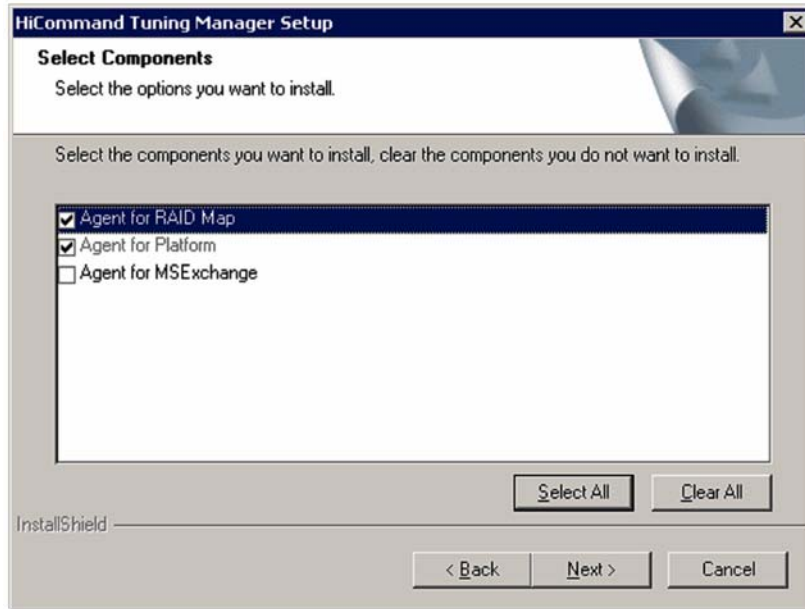 HiCommand Tuning Manager Setup
Select Components
Select the options you want to install.
Select the components you want to install, clear the components you do not want to install.
Agent for RAID Map
Agent for Platform
Agent for MSExchange
Select All
Clear All
InstallShield
< Back
Next >
Cancel